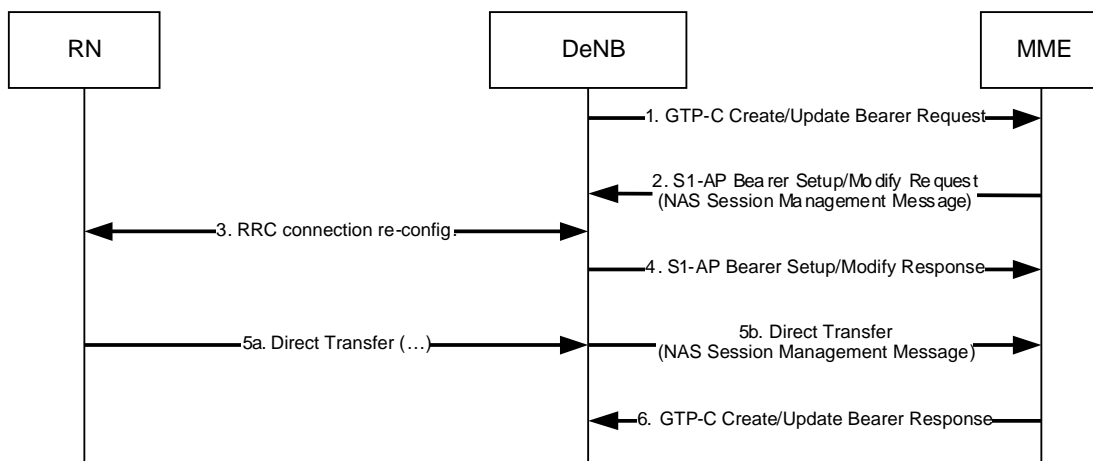 RN
DeNB
MME
1. GTP-C Create/Update Bearer Request
2. S1-AP Bearer Setup/Modify Request
(NAS Session Management Message)
3. RRC connection re-config.
4. S1-AP Bearer Setup/Modify Response
5a. Direct Transfer (…)
5b. Direct Transfer
(NAS Session Management Message)
6. GTP-C Create/Update Bearer Response